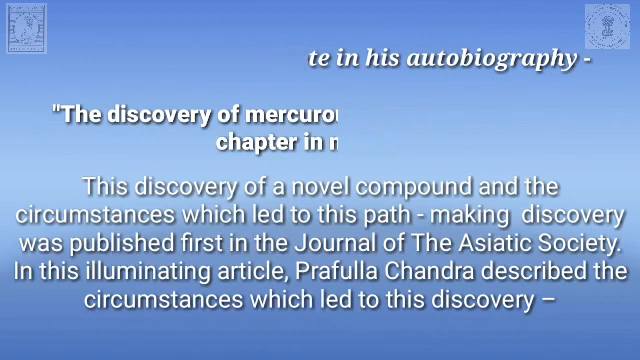 te in his autobiography -
"The discovery of
chapter in
This discovery of a novel compound and the
circumstances which led to this path - making discovery
was published first in the Journal of The Asiatic Society.
In this illuminating article, Prafulla Chandra described the
circumstances which led to this discovery –